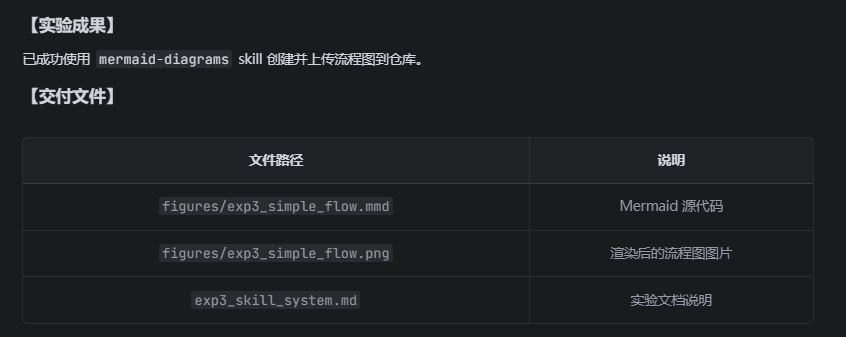 【实验成果】
已成功使用 mermaid-diagrams skill 创建并上传流程图到仓库。
【交付文件】
文件路径 说明
figures/exp3_simple_flow.mmd Mermaid 源代码
figures/exp3_simple_flow.png 渲染后的流程图图片
exp3_skill_system.md 实验文档说明